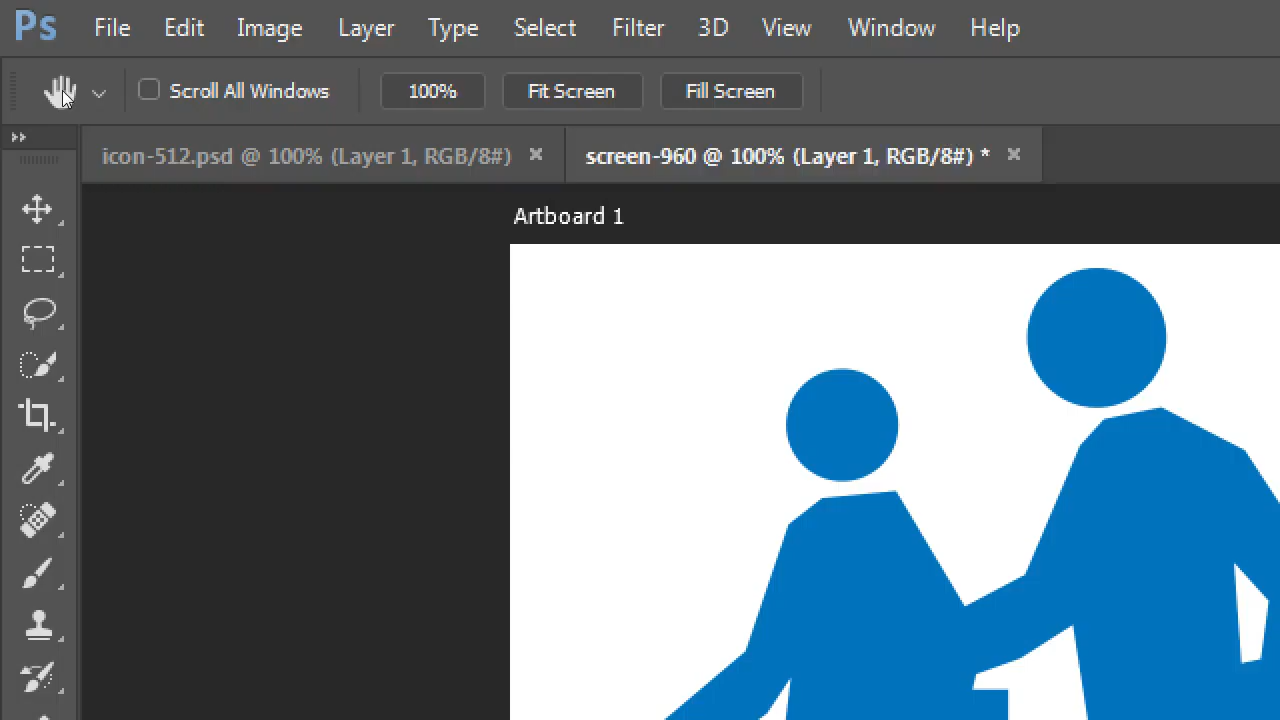 Ps File Edit Image Layer Type Select Filter 3D View Window Help
Scroll All Windows 100% Fit Screen Fill Screen
icon-512.psd @ 100% (Layer 1, RGB/8#) screen-960 @ 100% (Layer 1, RGB/8#) *
Artboard 1